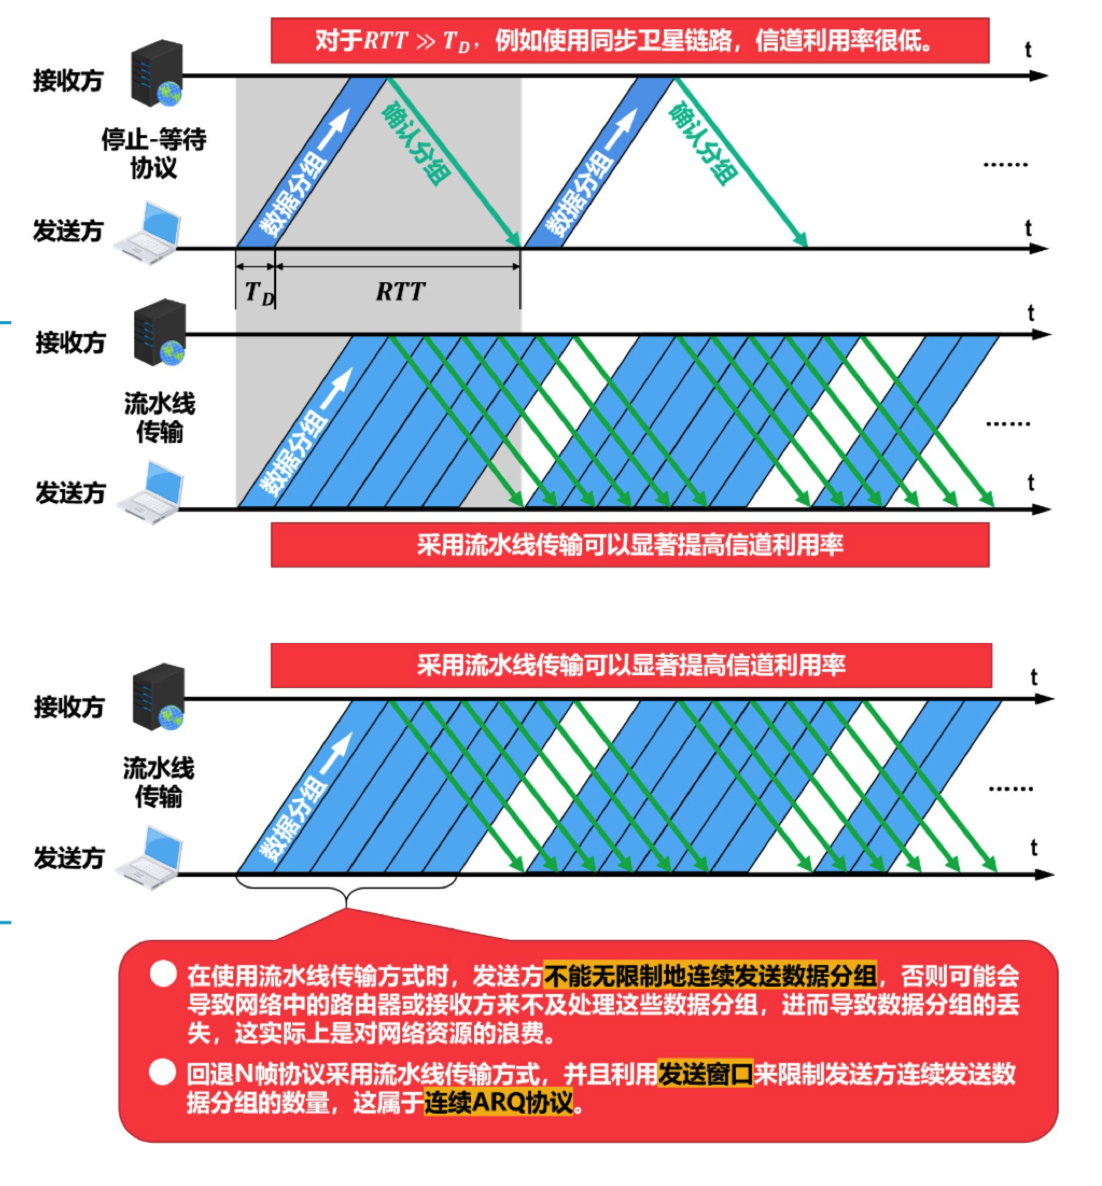 对于RTT ≫ T_D，例如使用同步卫星链路，信道利用率很低。
t
接收方
数据分组
确认分组
数据分组
确认分组
停止-等待
协议
......
发送方
t
T_D
RTT
t
接收方
流水线
传输
数据分组
......
发送方
t
采用流水线传输可以显著提高信道利用率
采用流水线传输可以显著提高信道利用率
t
接收方
流水线
传输
数据分组
......
发送方
t
在使用流水线传输方式时，发送方不能无限制地连续发送数据分组，否则可能会
导致网络中的路由器或接收方来不及处理这些数据分组，进而导致数据分组的丢
失，这实际上是对网络资源的浪费。
回退N帧协议采用流水线传输方式，并且利用发送窗口来限制发送方连续发送数
据分组的数量，这属于连续ARQ协议。